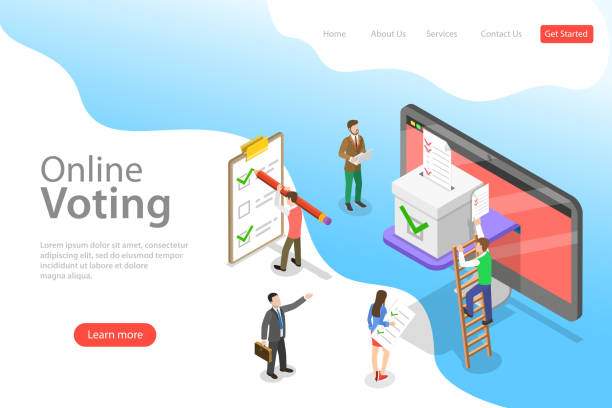 Home About Us Services Contact Us Get Started
Online
Voting
Lorem ipsum dolor sit amet, consectetur
adipiscing elit, sed do eiusmod tempor
incididunt ut labore et dolore
magna aliqua.
Learn more